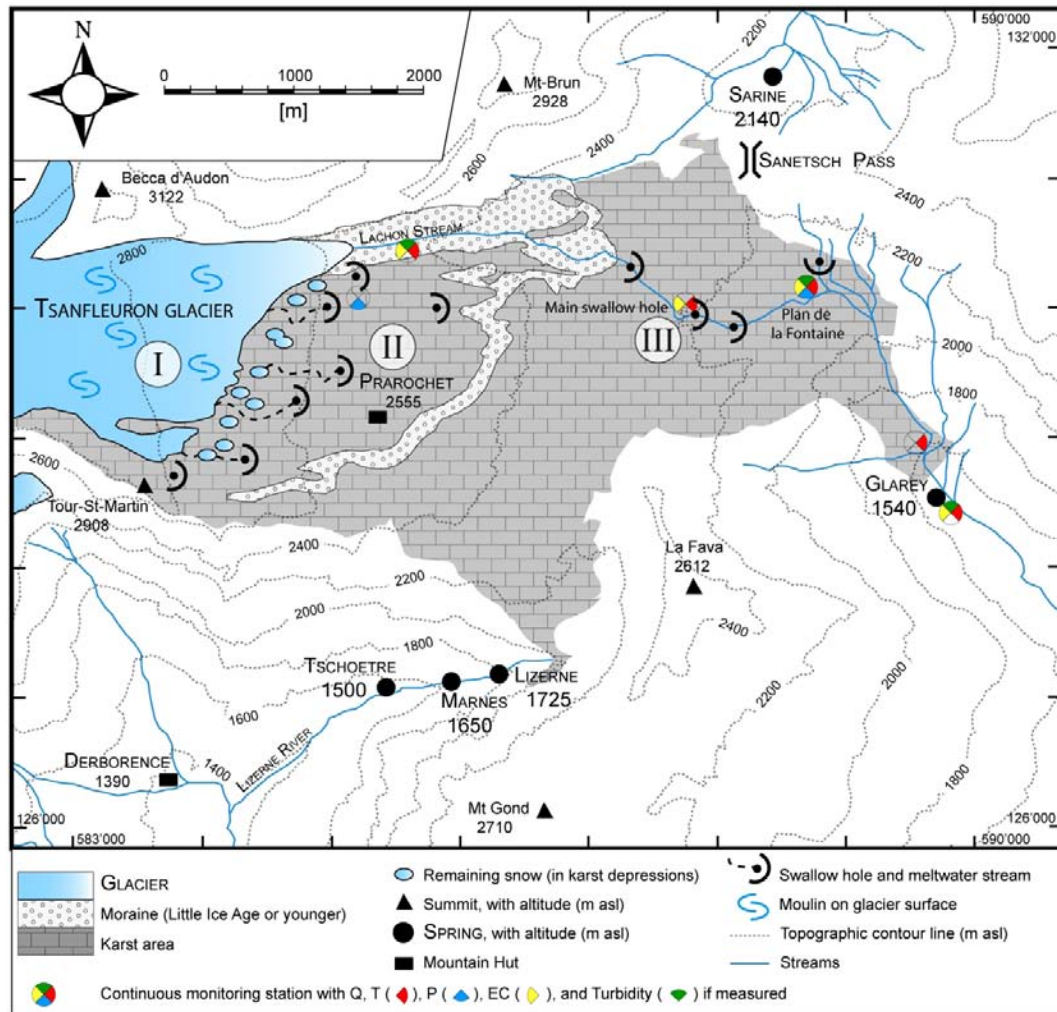 N
0 1000 2000
[m]
590'000
132'000
2200
Mt-Brun
2928
SARINE
2140
2400
2600
SANETSCH PASS
Becca d'Audon
3122
2400
LACHON STREAM
2800
2200
TSANFLEURON GLACIER
Main swallow hole
Plan de
la Fontaine
I
II
III
2000
PRAROCHET
2555
1800
2600
Tour-St-Martin
2908
GLAREY
1540
2400
La Fava
2612
2200
2000
2400
1800
TSCHOETRE
1500
LIZERNE
1725
MARNES
1650
2000
1600
2200
LIZERNE RIVER
DERBORENCE
1390
1400
1800
Mt Gond
2710
126'000
583'000
126'000
590'000
GLACIER
Moraine (Little Ice Age or younger)
Karst area
Remaining snow (in karst depressions)
Summit, with altitude (m asl)
SPRING, with altitude (m asl)
Mountain Hut
Swallow hole and meltwater stream
Moulin on glacier surface
Topographic contour line (m asl)
Streams
Continuous monitoring station with Q, T ( ), P ( ), EC ( ), and Turbidity ( ) if measured